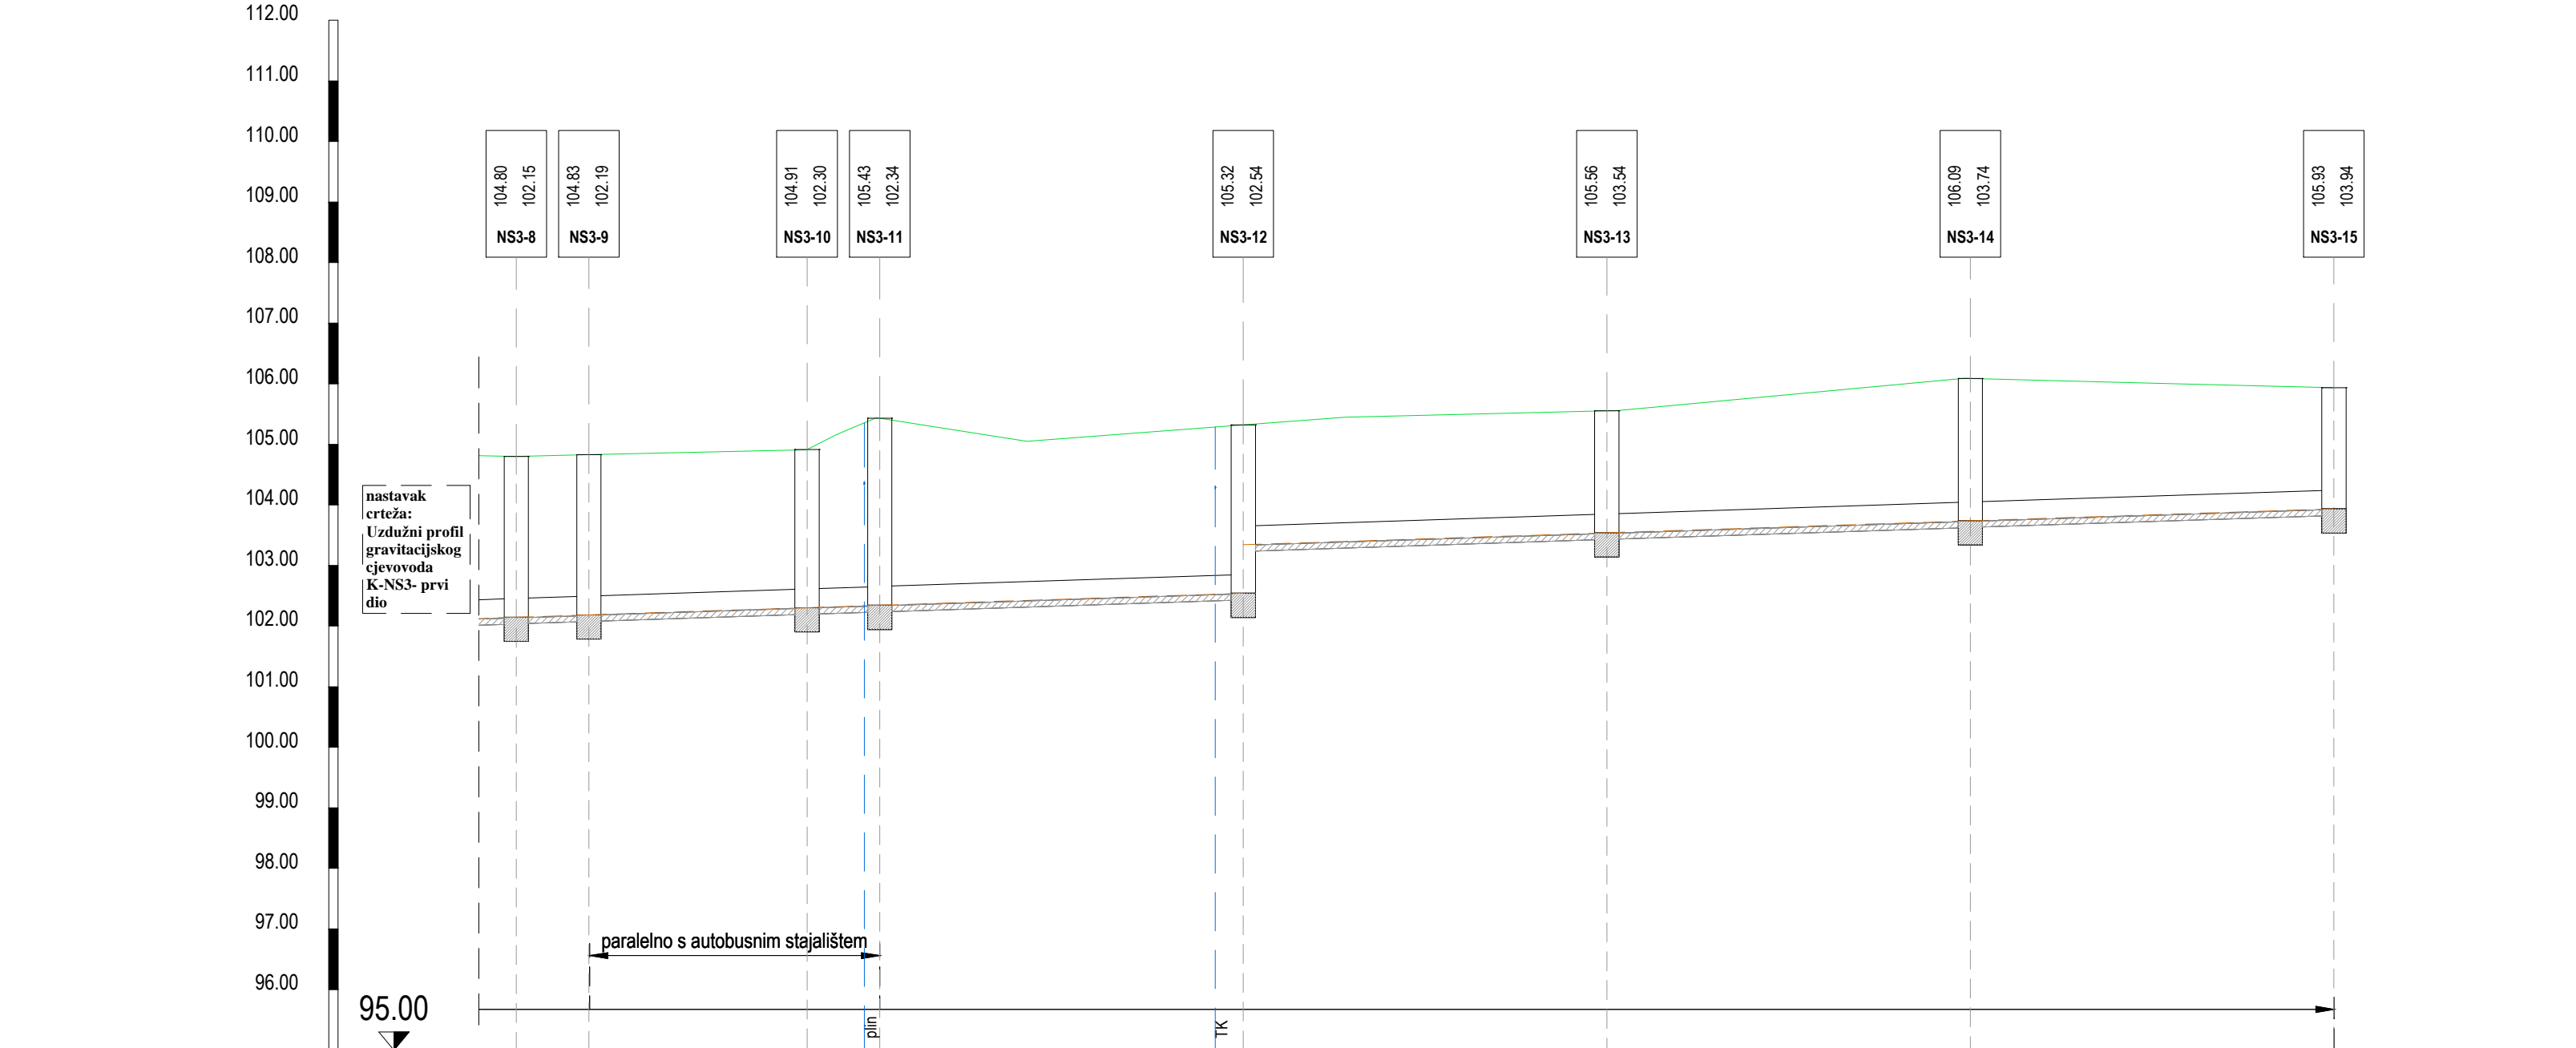 112.00
111.00
110.00
109.00
108.00
107.00
106.00
105.00
104.00
103.00
102.00
101.00
100.00
99.00
98.00
97.00
96.00
95.00
104.80
102.15
NS3-8
104.83
102.19
NS3-9
104.91
102.30
NS3-10
105.43
102.34
NS3-11
105.32
102.54
NS3-12
105.56
103.54
NS3-13
106.09
103.74
NS3-14
105.93
103.94
NS3-15
nastavak
crteža:
Uzdužni profil
gravitacijskog
cjevovoda
K-NS3- prvi
dio
paralelno s autobusnim stajalištem
plin
TK